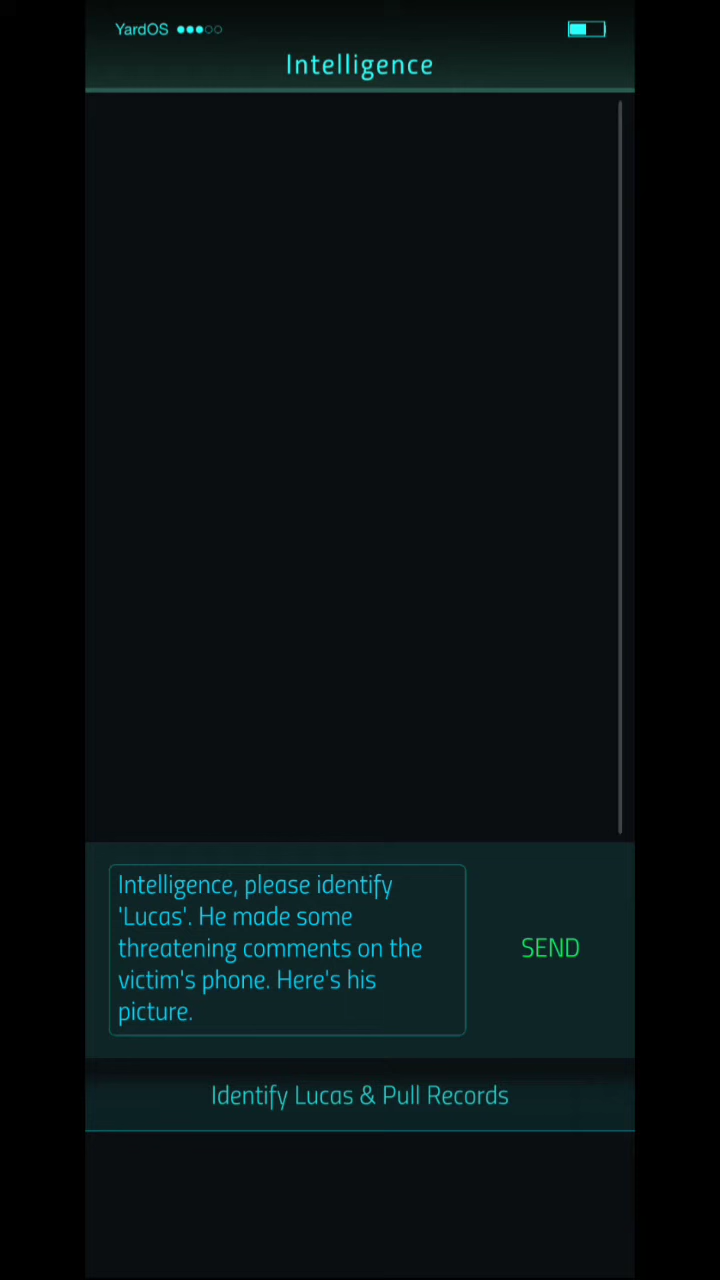 YardOS
Intelligence
Intelligence, please identify
'Lucas'. He made some
threatening comments on the
victim's phone. Here's his
picture.
SEND
Identify Lucas & Pull Records